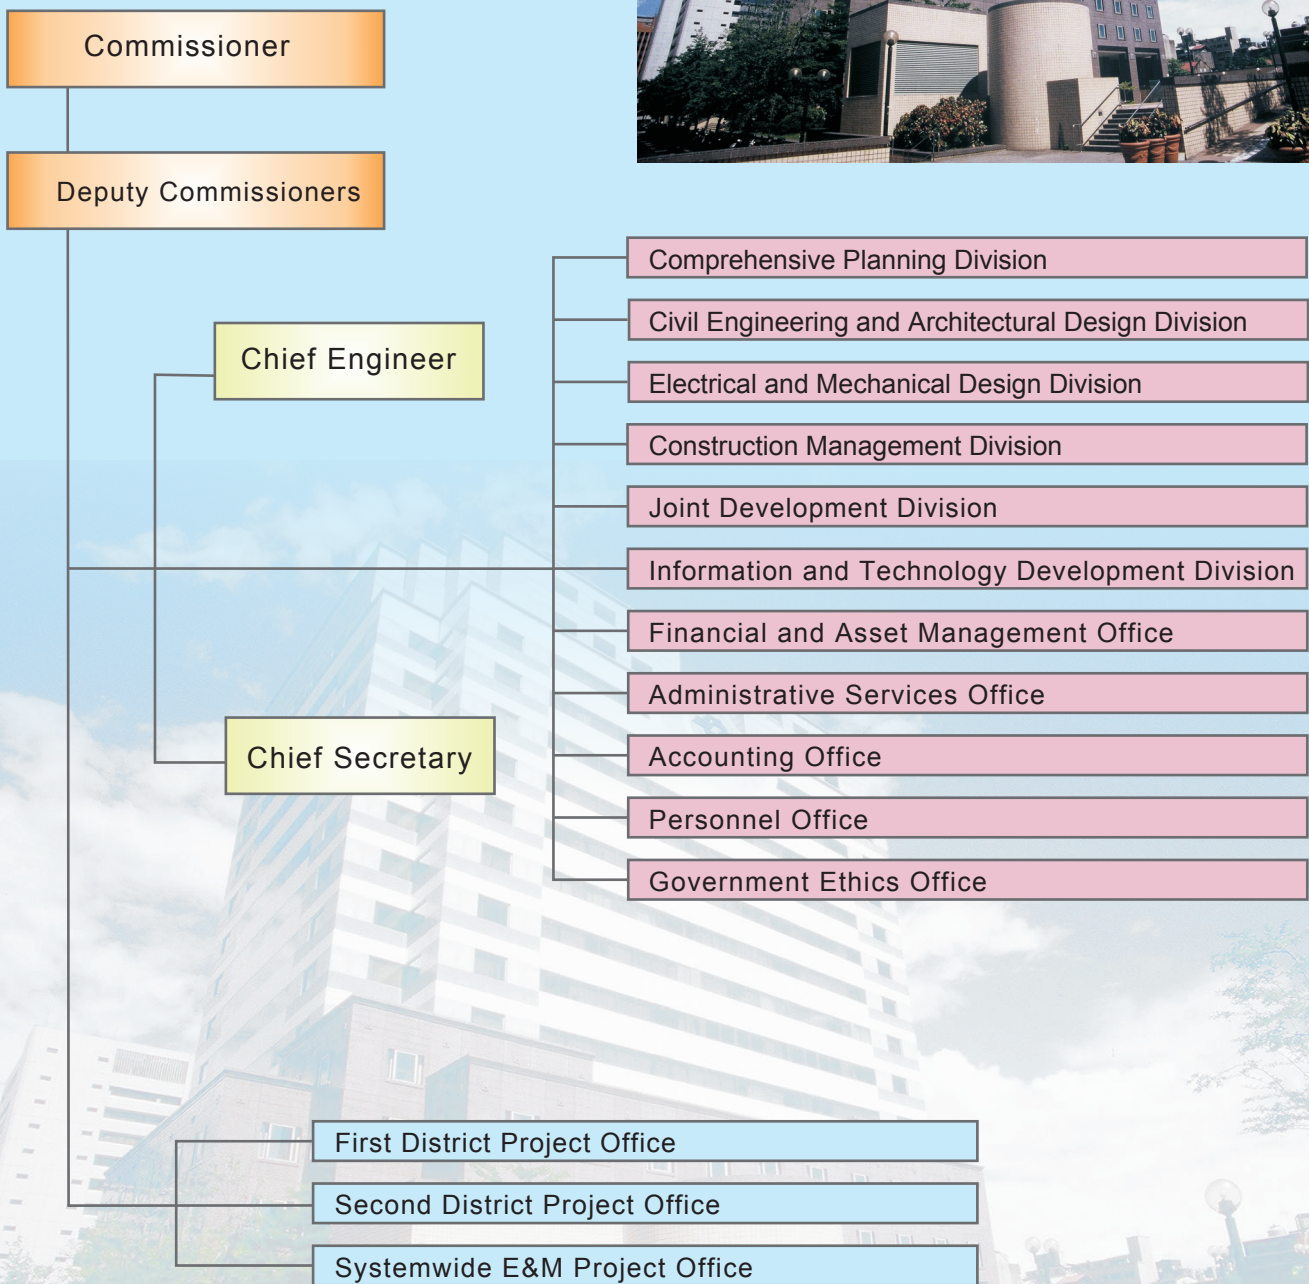 Commissioner
Deputy Commissioners
Chief Engineer
Chief Secretary
Comprehensive Planning Division
Civil Engineering and Architectural Design Division
Electrical and Mechanical Design Division
Construction Management Division
Joint Development Division
Information and Technology Development Division
Financial and Asset Management Office
Administrative Services Office
Accounting Office
Personnel Office
Government Ethics Office
First District Project Office
Second District Project Office
Systemwide E&M Project Office